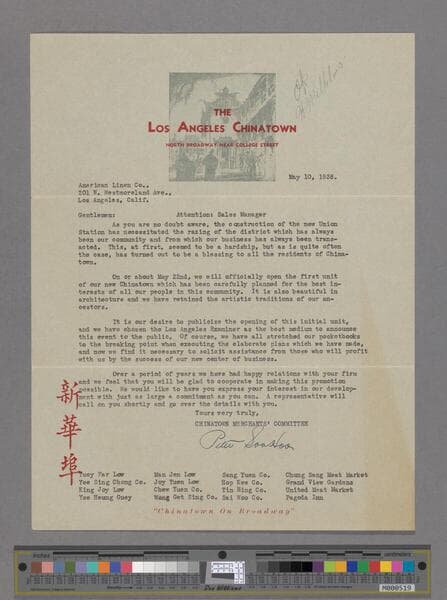 THE
LOS ANGELES CHINATOWN
NORTH BROADWAY NEAR COLLEGE STREET
May 10, 1938.
American Linen Co.,
201 N. Westmoreland Ave.,
Los Angeles, Calif.
Gentlemen: Attention: Sales Manager
As you are no doubt aware, the construction of the new Union
Station has necessitated the razing of the district which has always
been our community and from which our business has always been trans-
acted. This, at first, seemed to be a hardship, but as is quite often
the case, has turned out to be a blessing to all the residents of China-
town.
On or about May 22nd, we will officially open the first unit
of our new Chinatown which has been carefully planned for the best in-
terests of all our people in this community. It is also beautiful in
architecture and we have retained the artistic traditions of our an-
cestors.
It is our desire to publicize the opening of this initial unit,
and we have chosen the Los Angeles Examiner as the best medium to announce
this event to the public. Of course, we have all stretched our pocketbooks
to the breaking point when executing the elaborate plans which we have made,
and now we find it necessary to solicit assistance from those who will profit
with us by the success of our new center of business.
Over a period of years we have had happy relations with your firm
and we feel that you will be glad to cooperate in making this promotion
possible. We would like to have you express your interest in our develop-
ment with just as large a commitment as you can. A representative will
call on you shortly and go over the details with you.
Yours very truly,
CHINATOWN MERCHANTS' COMMITTEE
Peter SooHoo
新華埠
Tuey Far Low Man Jen Low Sang Yuen Co. Chung Sang Meat Market
Yee Sing Chong Co. Joy Yuen Low Hop Kee Co. Grand View Gardens
King Joy Low Chew Yuen Co. Tin Hing Co. United Meat Market
Yee Heung Guey Wang Get Sing Co. Sai Woo Co. Pagoda Inn
"Chinatown On Broadway"
inches
centimeters
M000519